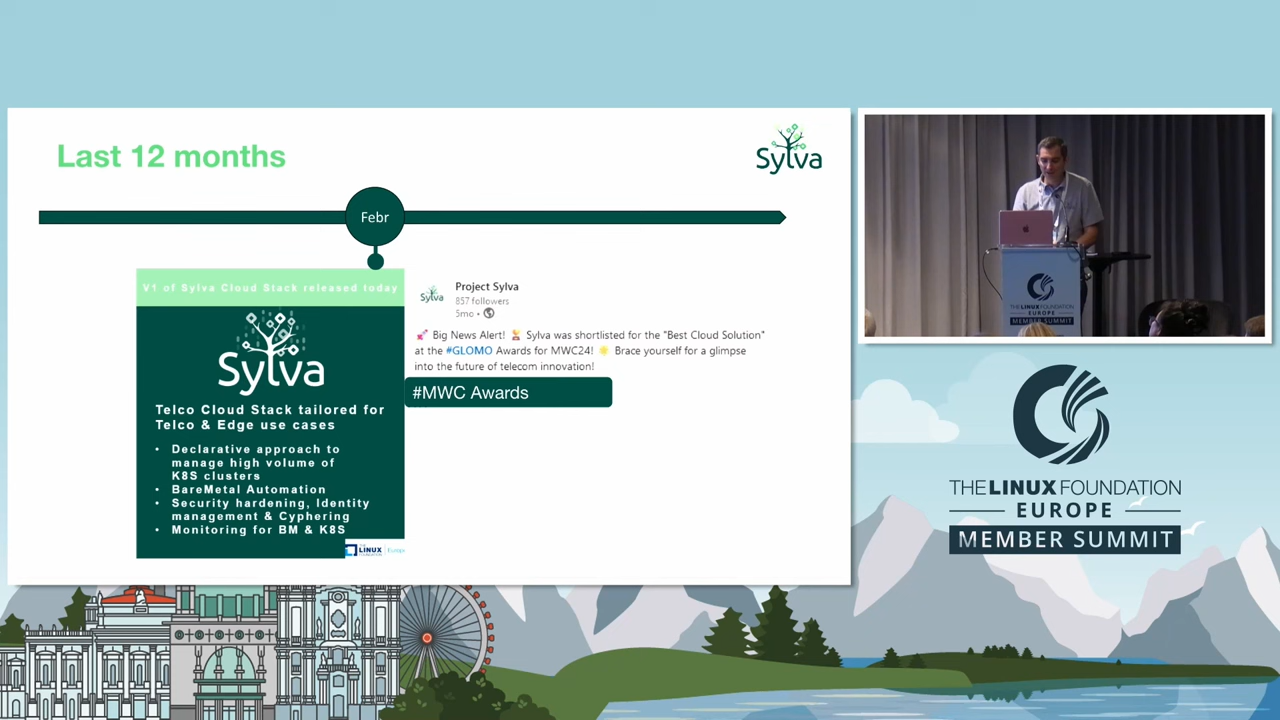 Last 12 months
Sylva
Febr
V1 of Sylva Cloud Stack released today
Sylva
Telco Cloud Stack tailored for
Telco & Edge use cases
• Declarative approach to
manage high volume of
K8S clusters
• BareMetal Automation
• Security hardening, Identity
management & Cyphering
• Monitoring for BM & K8S
LINUX
Sylva
Project Sylva
857 followers
5mo •
🚀 Big News Alert! ⏳ Sylva was shortlisted for the "Best Cloud Solution"
at the #GLOMO Awards for MWC24! 🌟 Brace yourself for a glimpse
into the future of telecom innovation!
#MWC Awards
THE LINUX FOUNDATION
EUROPE
MEMBER SUMMIT
THE LINUX FOUNDATION
EUROPE
MEMBER SUMMIT